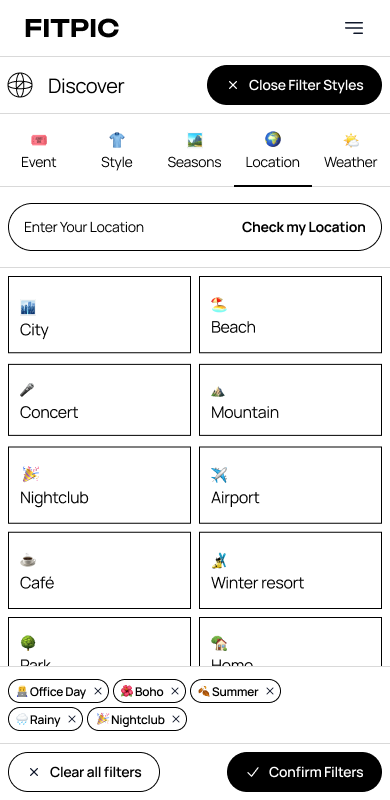 FITPIC
Discover
Close Filter Styles
Event Style Seasons Location Weather
Enter Your Location Check my Location
City Beach
Concert Mountain
Nightclub Airport
Café Winter resort
Park Home
Office Day Boho Summer
Rainy Nightclub
Clear all filters Confirm Filters